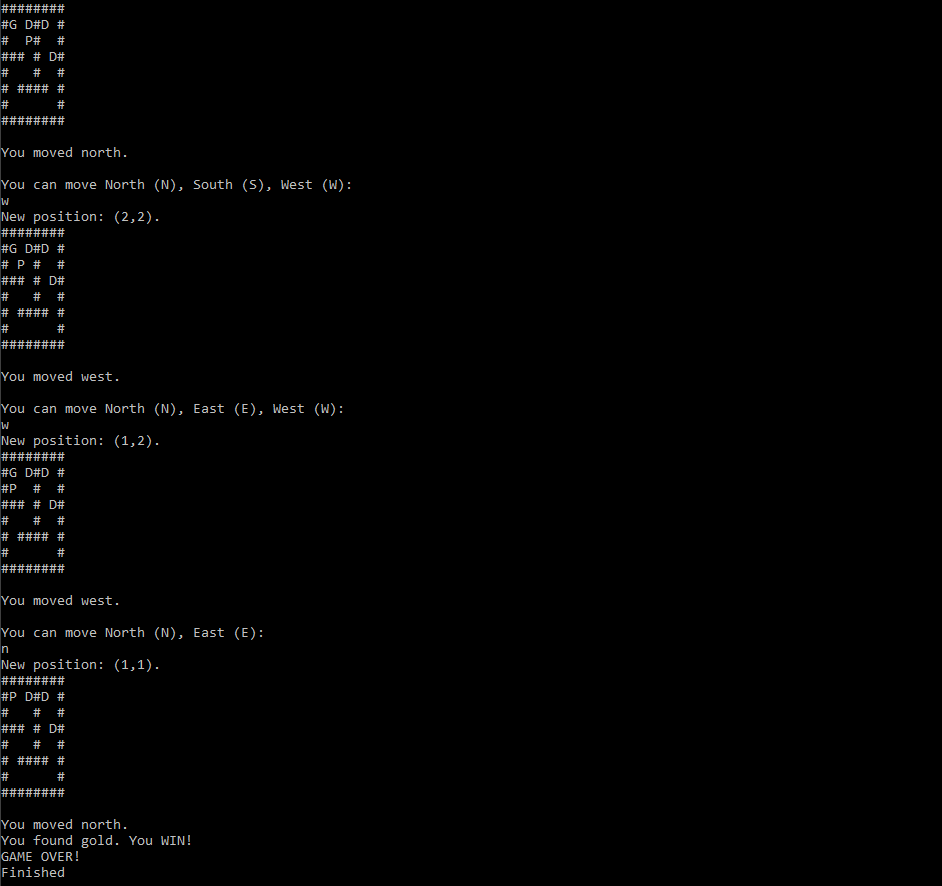 ########
#G D#D #
#  P#  #
### # D#
#   #  #
# #### #
#      #
########

You moved north.

You can move North (N), South (S), West (W):
w
New position: (2,2).
########
#G D#D #
# P #  #
### # D#
#   #  #
# #### #
#      #
########

You moved west.

You can move North (N), East (E), West (W):
w
New position: (1,2).
########
#G D#D #
#P  #  #
### # D#
#   #  #
# #### #
#      #
########

You moved west.

You can move North (N), East (E):
n
New position: (1,1).
########
#P D#D #
#   #  #
### # D#
#   #  #
# #### #
#      #
########

You moved north.
You found gold. You WIN!
GAME OVER!
Finished